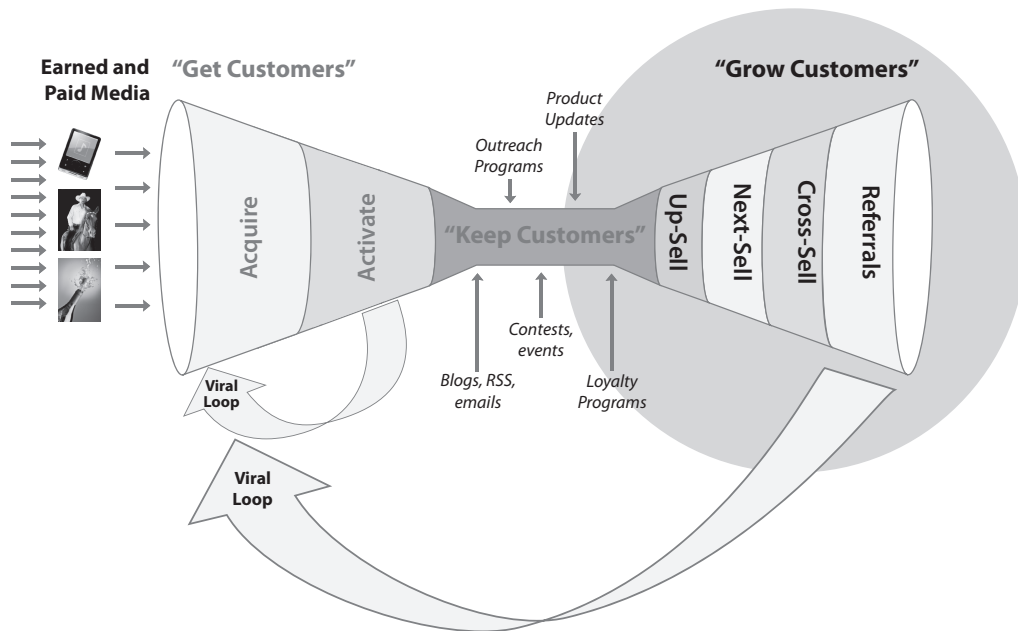 Earned and
Paid Media
“Get Customers”
“Grow Customers”
Product
Updates
Outreach
Programs
Acquire
Activate
“Keep Customers”
Up-Sell
Next-Sell
Cross-Sell
Referrals
Contests,
events
Blogs, RSS,
emails
Loyalty
Programs
Viral
Loop
Viral
Loop